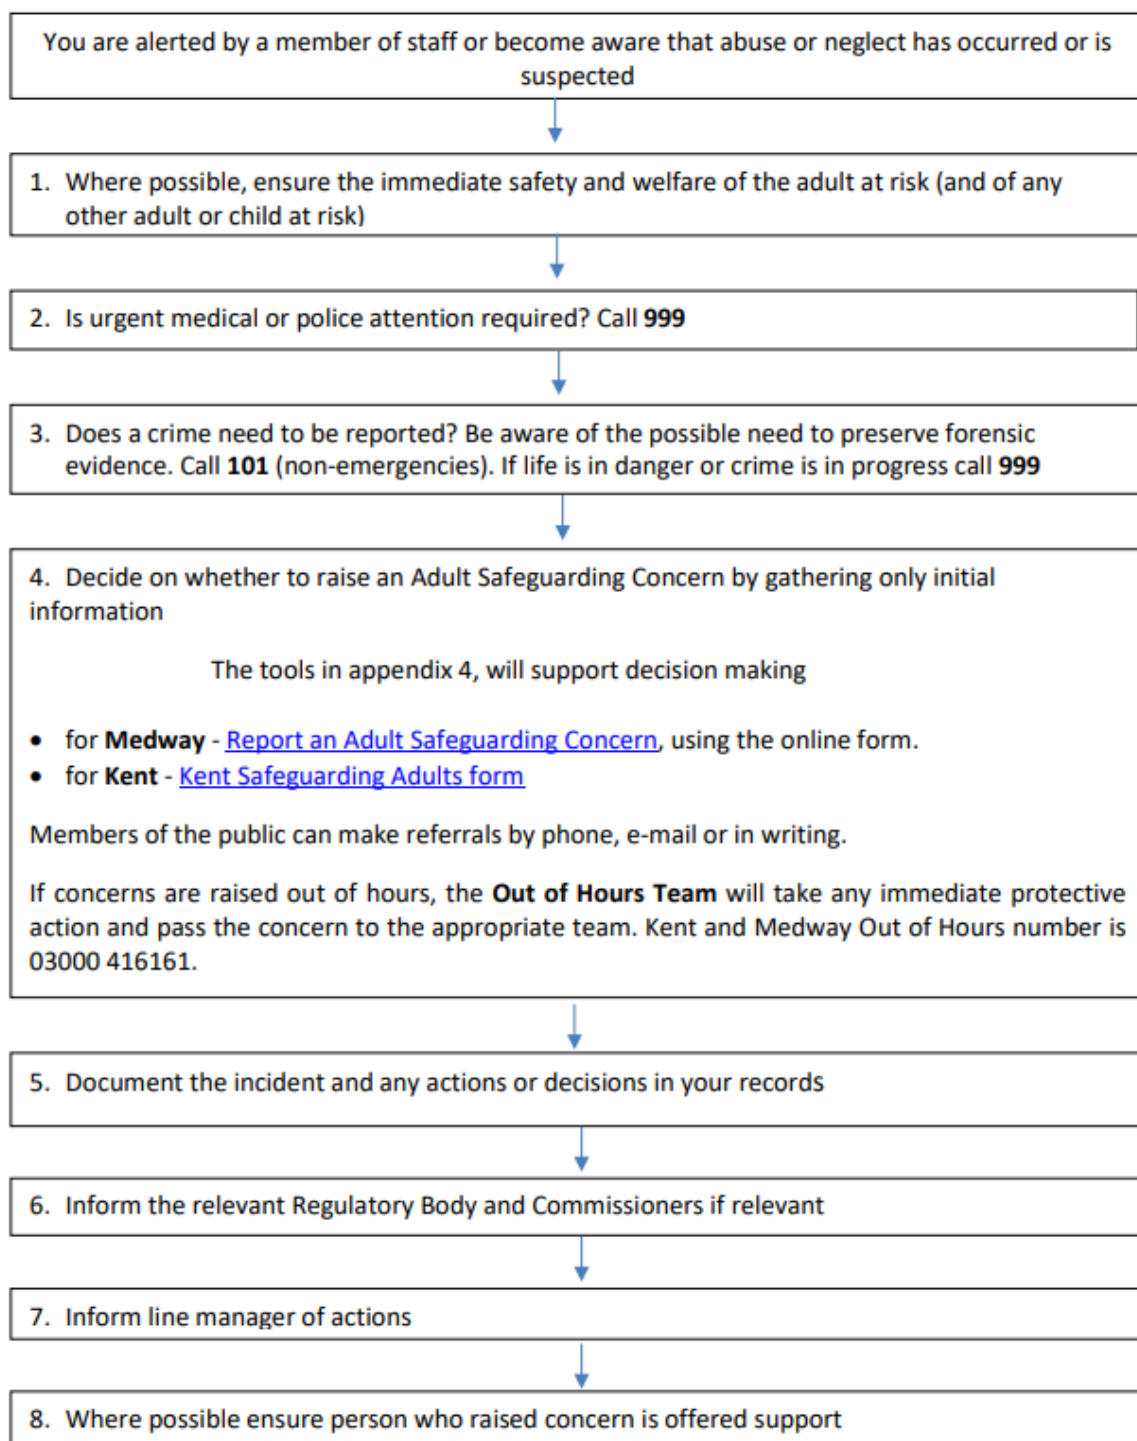 You are alerted by a member of staff or become aware that abuse or neglect has occurred or is
suspected
1. Where possible, ensure the immediate safety and welfare of the adult at risk (and of any
other adult or child at risk)
2. Is urgent medical or police attention required? Call 999
3. Does a crime need to be reported? Be aware of the possible need to preserve forensic
evidence. Call 101 (non-emergencies). If life is in danger or crime is in progress call 999
4. Decide on whether to raise an Adult Safeguarding Concern by gathering only initial
information
The tools in appendix 4, will support decision making
• for Medway - Report an Adult Safeguarding Concern, using the online form.
• for Kent - Kent Safeguarding Adults form
Members of the public can make referrals by phone, e-mail or in writing.
If concerns are raised out of hours, the Out of Hours Team will take any immediate protective
action and pass the concern to the appropriate team. Kent and Medway Out of Hours number is
03000 416161.
5. Document the incident and any actions or decisions in your records
6. Inform the relevant Regulatory Body and Commissioners if relevant
7. Inform line manager of actions
8. Where possible ensure person who raised concern is offered support